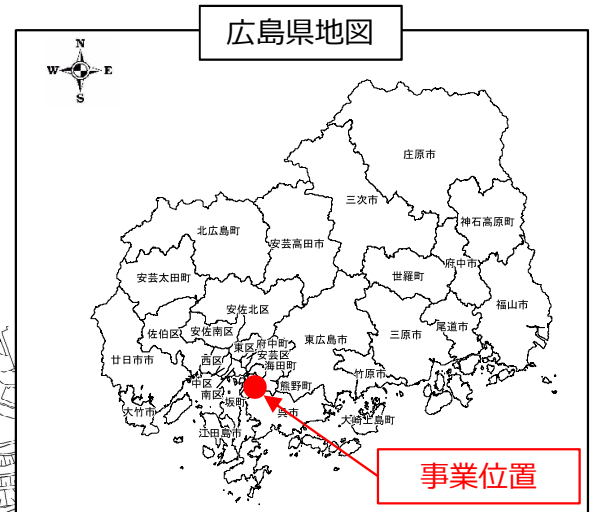 広島県地図
N
W E
S
庄原市
三次市
神石高原町
北広島町
安芸高田市
府中市
世羅町
安芸太田町
福山市
安佐北区
尾道市
安佐南区
佐伯区
東広島市
三原市
府中町
東区
安芸区
廿日市市
西区
海田町
竹原市
中区
熊野町
南区
坂町
大竹市
呉市
大崎上島町
江田島市
事業位置